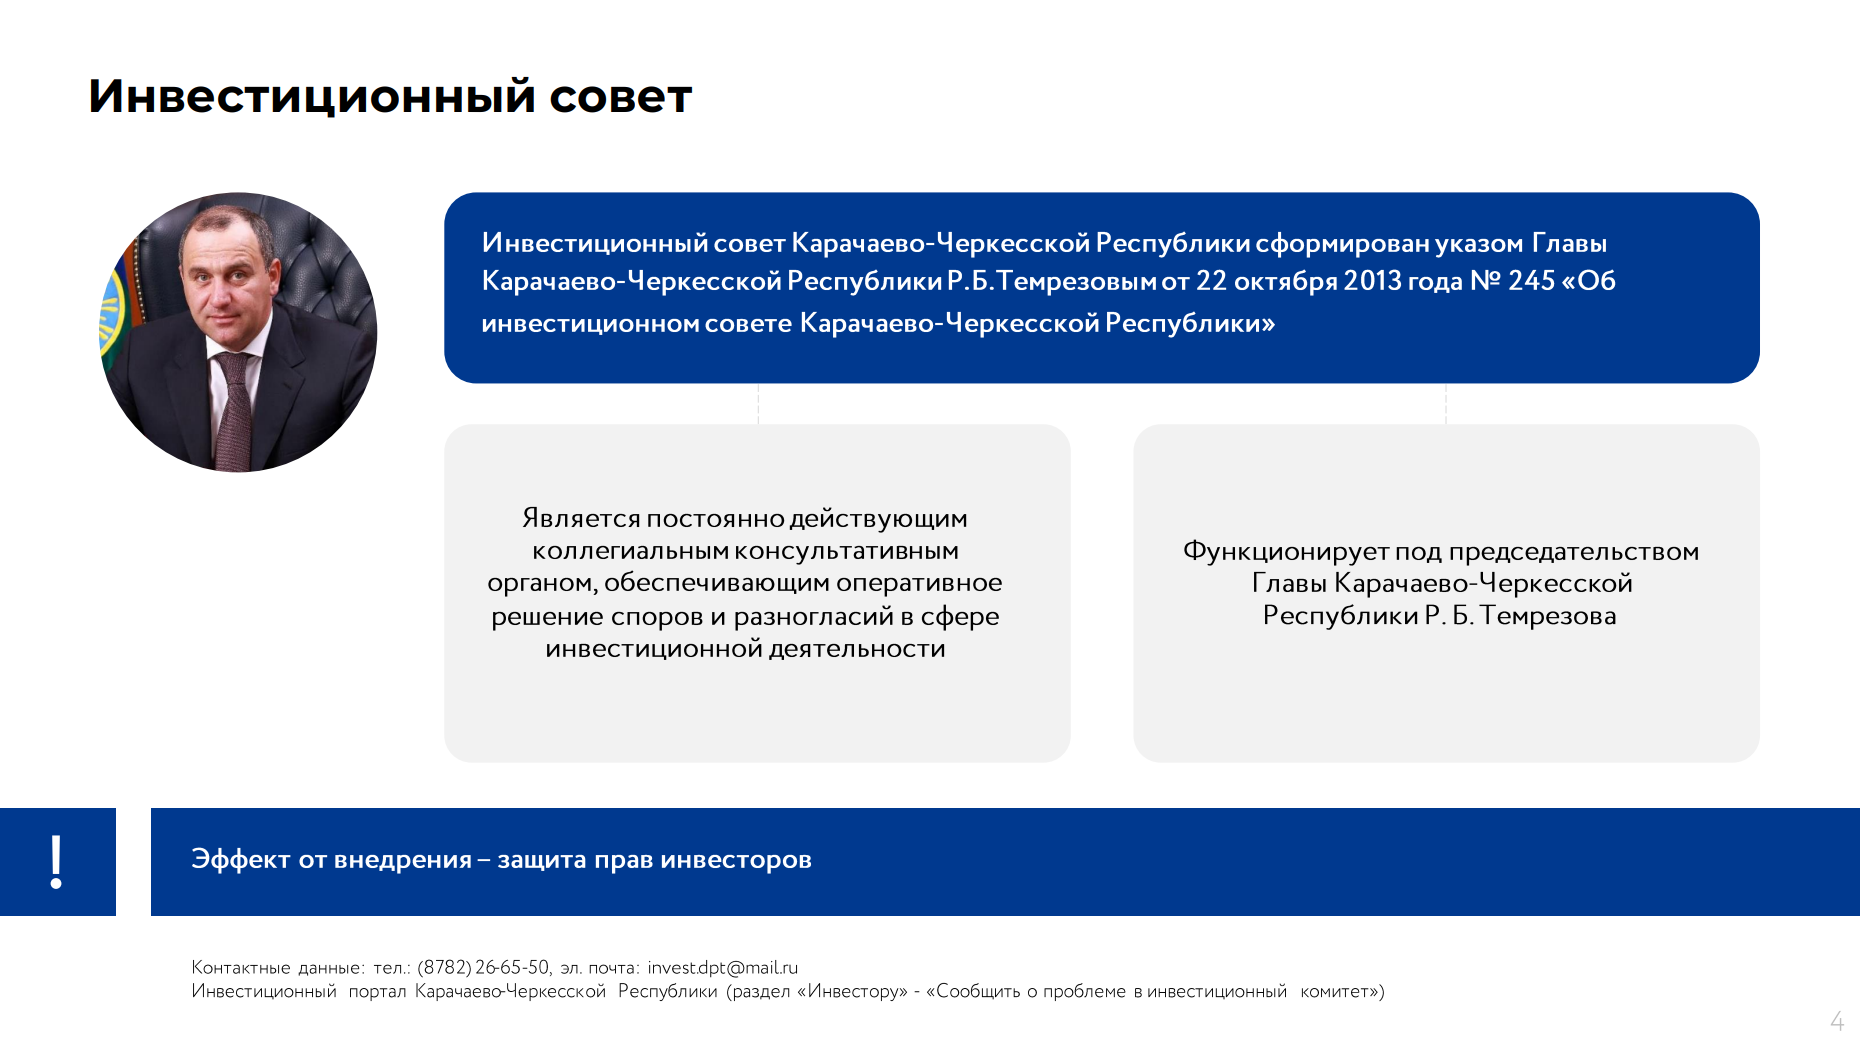 Инвестиционный совет
Инвестиционный совет Карачаево-Черкесской Республики сформирован указом Главы
Карачаево-Черкесской Республики Р.Б.Темрезовым от 22 октября 2013 года № 245 «Об
инвестиционном совете Карачаево-Черкесской Республики»
Является постоянно действующим
коллегиальным консультативным
органом, обеспечивающим оперативное
решение споров и разногласий в сфере
инвестиционной деятельности
Функционирует под председательством
Главы Карачаево-Черкесской
Республики Р. Б. Темрезова
!
Эффект от внедрения – защита прав инвесторов
Контактные данные: тел.: (8782) 26-65-50, эл. почта: invest.dpt@mail.ru
Инвестиционный портал Карачаево-Черкесской Республики (раздел «Инвестору» - «Сообщить о проблеме в инвестиционный комитет»)
4